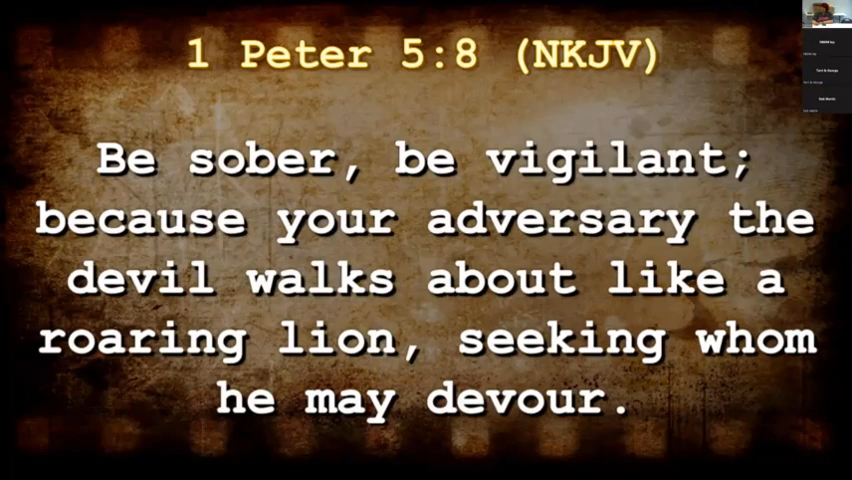 1 Peter 5:8 (NKJV)
Be sober, be vigilant;
because your adversary the
devil walks about like a
roaring lion, seeking whom
he may devour.